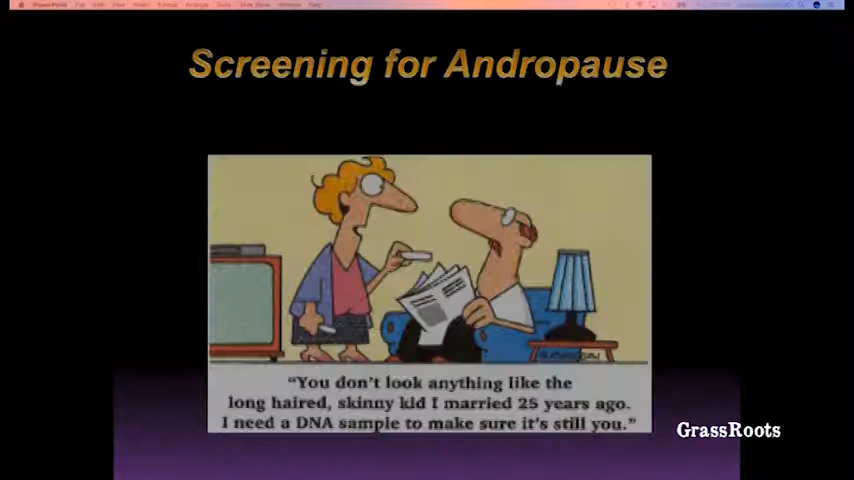 Screening for Andropause
"You don't look anything like the
long haired, skinny kid I married 25 years ago.
I need a DNA sample to make sure it's still you."
GrassRoots